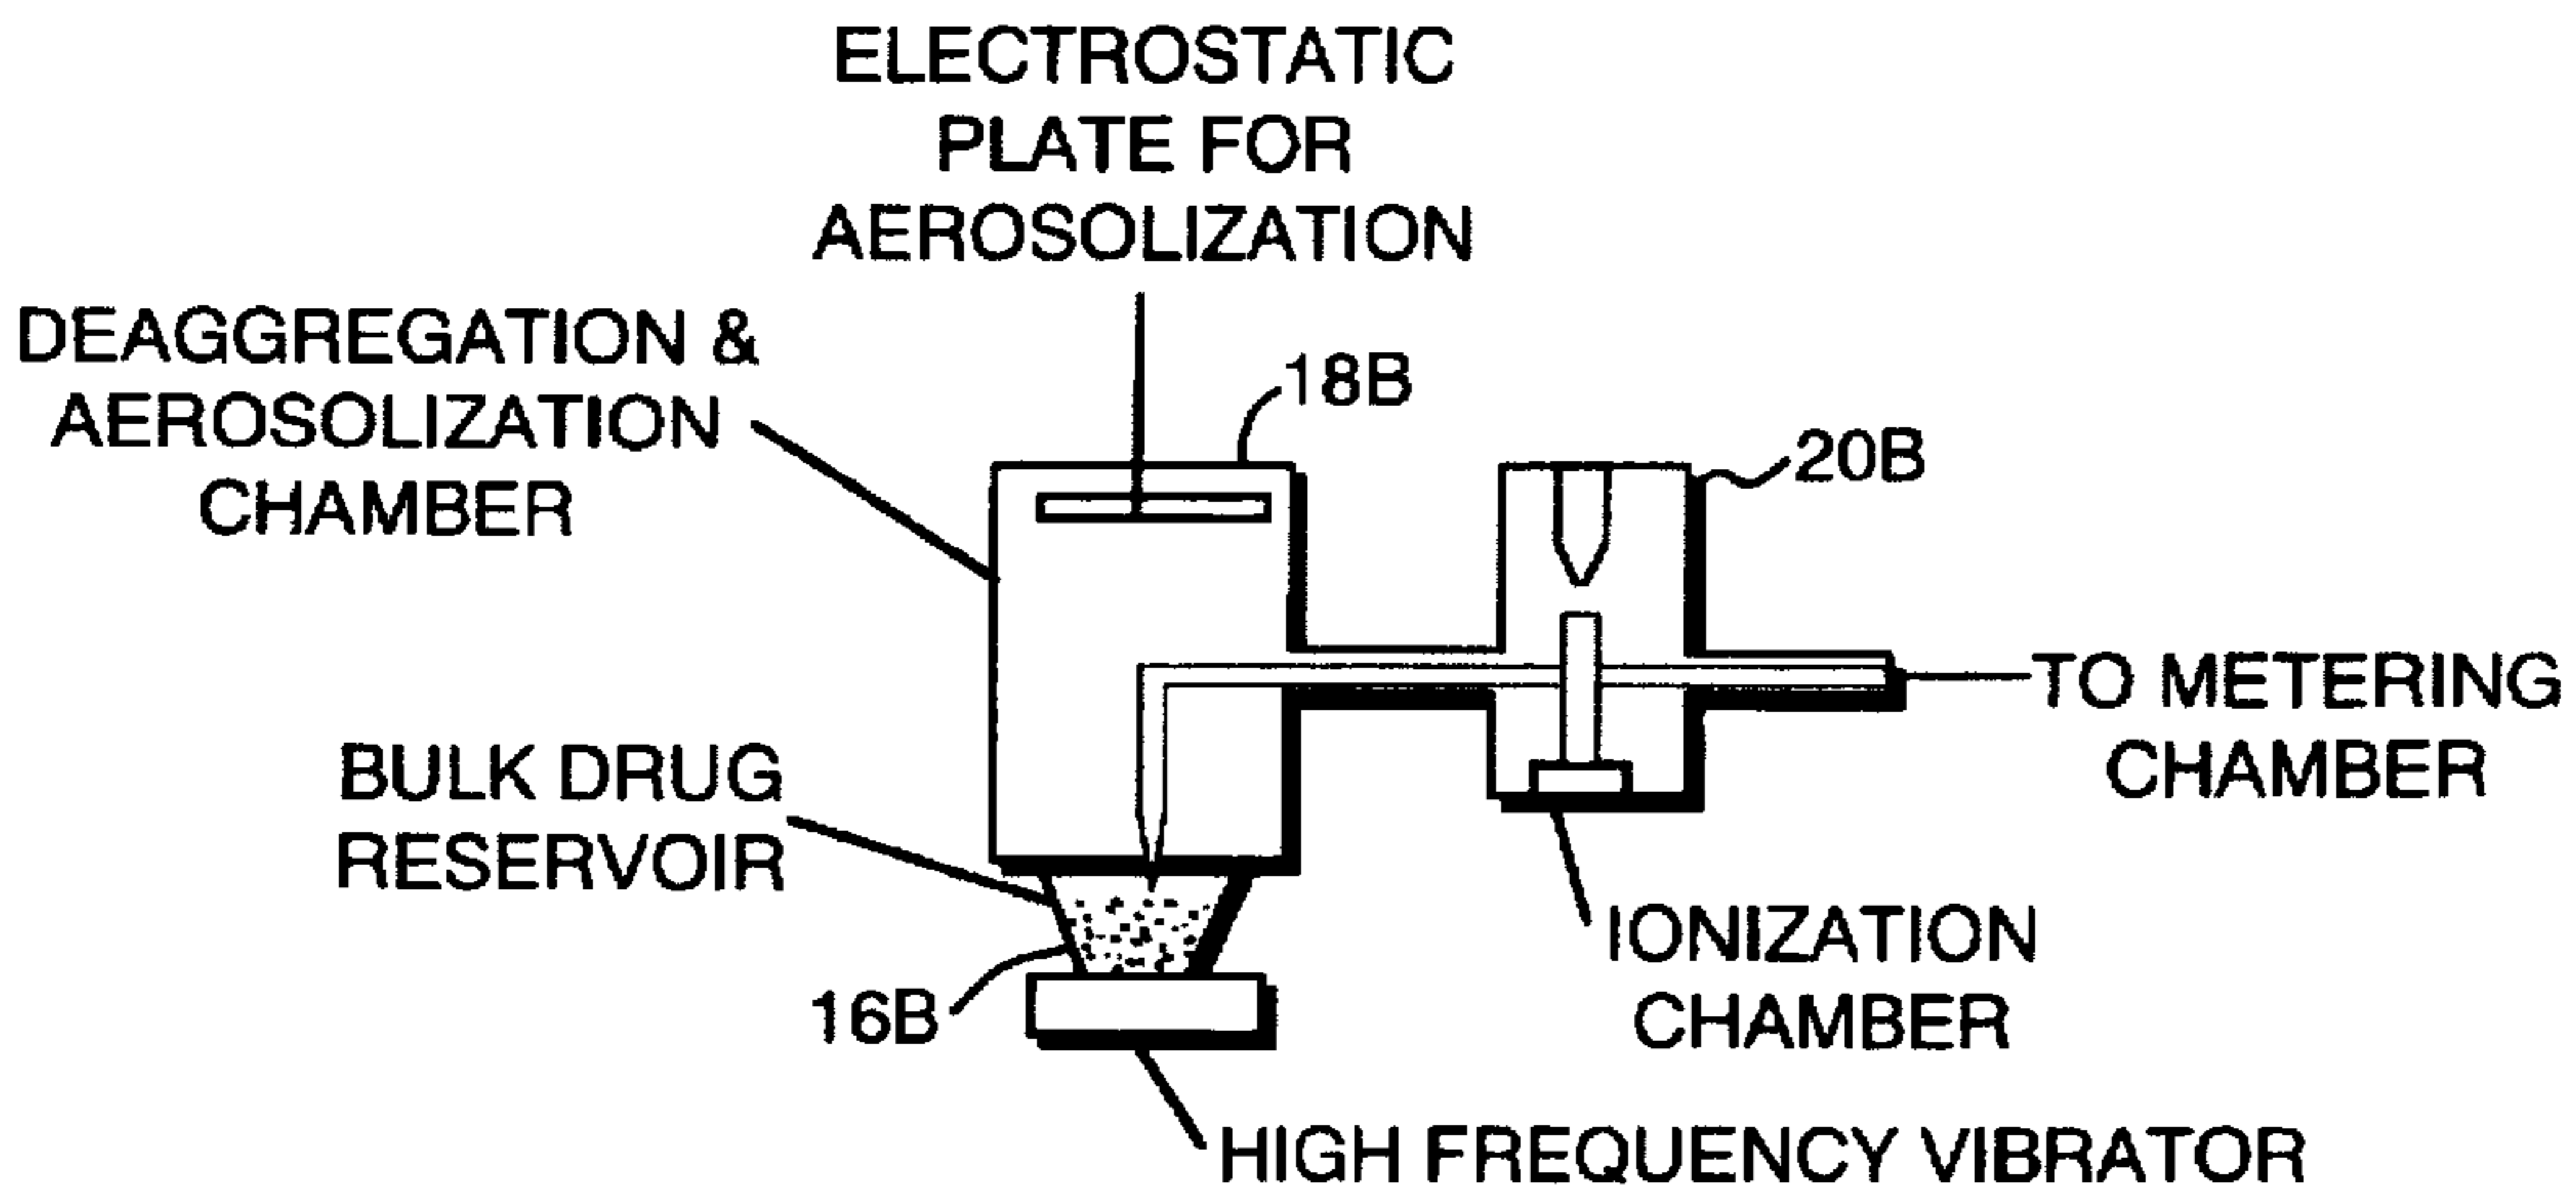 ELECTROSTATIC
PLATE FOR
AEROSOLIZATION
DEAGGREGATION &
AEROSOLIZATION
CHAMBER
18B
20B
TO METERING
CHAMBER
BULK DRUG
RESERVOIR
16B
IONIZATION
CHAMBER
HIGH FREQUENCY VIBRATOR